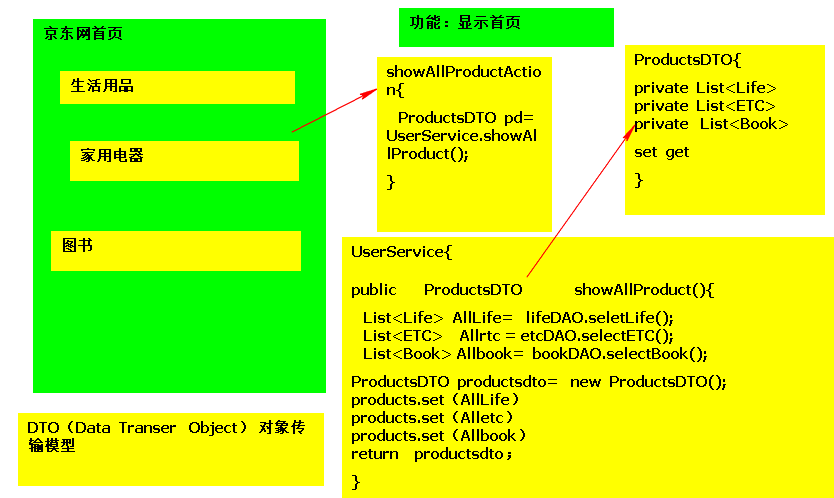 京东网首页
生活用品
家用电器
图书
DTO（Data Transer Object）对象传
输模型
功能：显示首页
showAllProductActio
n{
ProductsDTO pd=
UserService.showAl
lProduct();
}
ProductsDTO{
private List<Life>
private List<ETC>
private List<Book>
set get
}
UserService{
public ProductsDTO showAllProduct(){
List<Life> AllLife= lifeDAO.seletLife();
List<ETC> Allrtc = etcDAO.selectETC();
List<Book> Allbook= bookDAO.selectBook();
ProductsDTO productsdto= new ProductsDTO();
products.set（AllLife）
products.set（Alletc）
products.set（Allbook）
return productsdto；
}